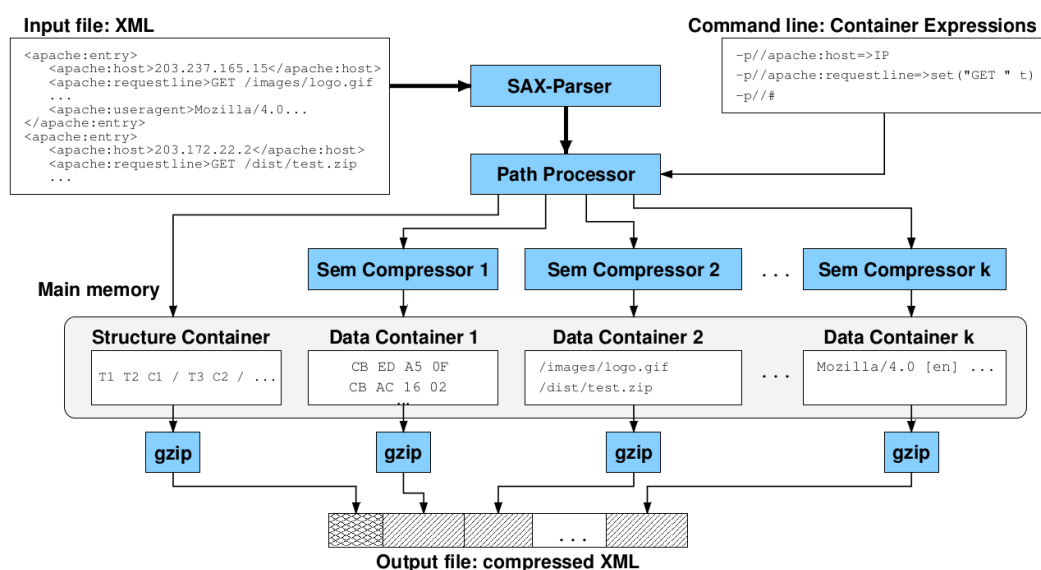 Input file: XML
Command line: Container Expressions
<apache:entry>
<apache:host>203.237.165.15</apache:host>
<apache:requestline>GET /images/logo.gif
...
<apache:useragent>Mozilla/4.0...
</apache:entry>
<apache:entry>
<apache:host>203.172.22.2</apache:host>
<apache:requestline>GET /dist/test.zip
...
-p//apache:host=>IP
-p//apache:requestline=>set("GET " t)
-p//#
SAX-Parser
Path Processor
Sem Compressor 1
Sem Compressor 2
. . .
Sem Compressor k
Main memory
Structure Container
T1 T2 C1 / T3 C2 / ...
Data Container 1
CB ED A5 0F
CB AC 16 02
...
Data Container 2
/images/logo.gif
/dist/test.zip
. . .
Data Container k
Mozilla/4.0 [en] ...
gzip
gzip
gzip
gzip
. . .
Output file: compressed XML